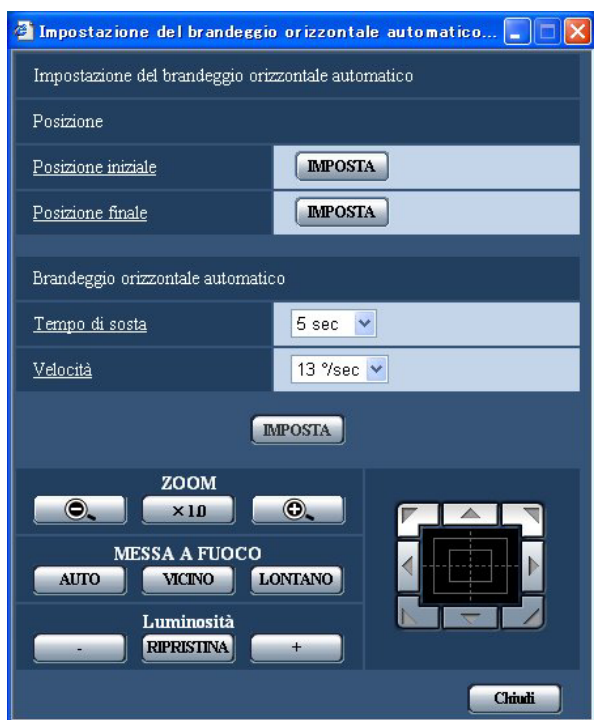 Impostazione del brandeggio orizzontale automatico...
Impostazione del brandeggio orizzontale automatico
Posizione
Posizione iniziale IMPOSTA
Posizione finale IMPOSTA
Brandeggio orizzontale automatico
Tempo di sosta 5 sec
Velocità 13 °/sec
IMPOSTA
ZOOM
×1.0
MESSA A FUOCO
AUTO VICINO LONTANO
Luminosità
- RIPRISTINA +
Chiudi